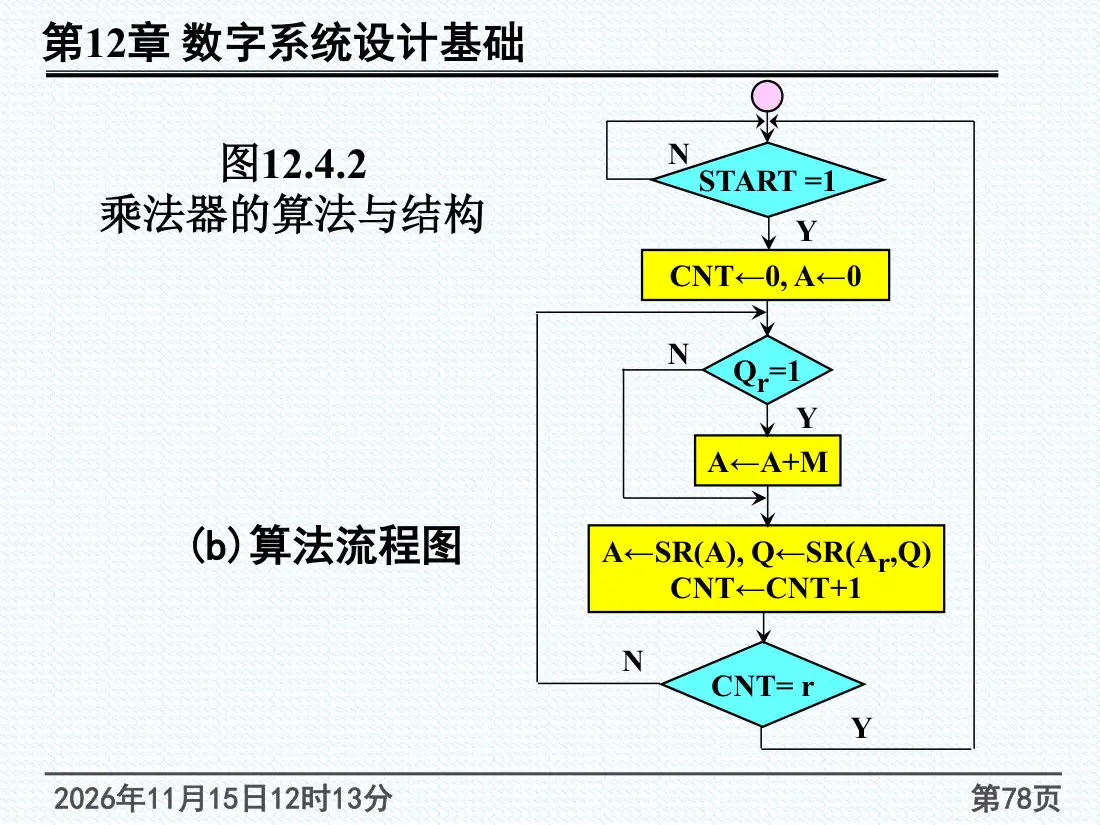 第12章 数字系统设计基础
图12.4.2
乘法器的算法与结构
(b)算法流程图
N
START =1
Y
CNT←0, A←0
N
Qr=1
Y
A←A+M
A←SR(A), Q←SR(Ar,Q)
CNT←CNT+1
N
CNT= r
Y
2026年11月15日12时13分
第78页